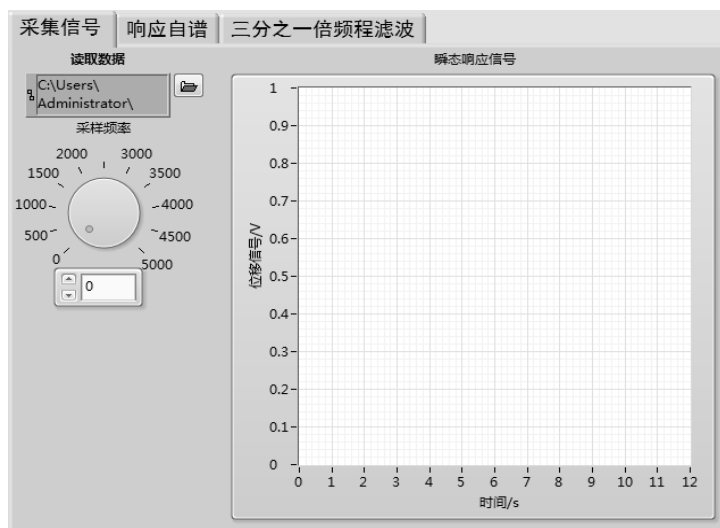 采集信号 响应自谱 三分之一倍频程滤波
读取数据
C:\Users\
Administrator\
采样频率
2000 3000
1500 3500
1000 4000
500 4500
0 5000
0
瞬态响应信号
位移信号/V
1
0.9
0.8
0.7
0.6
0.5
0.4
0.3
0.2
0.1
0
0 1 2 3 4 5 6 7 8 9 10 11 12
时间/s